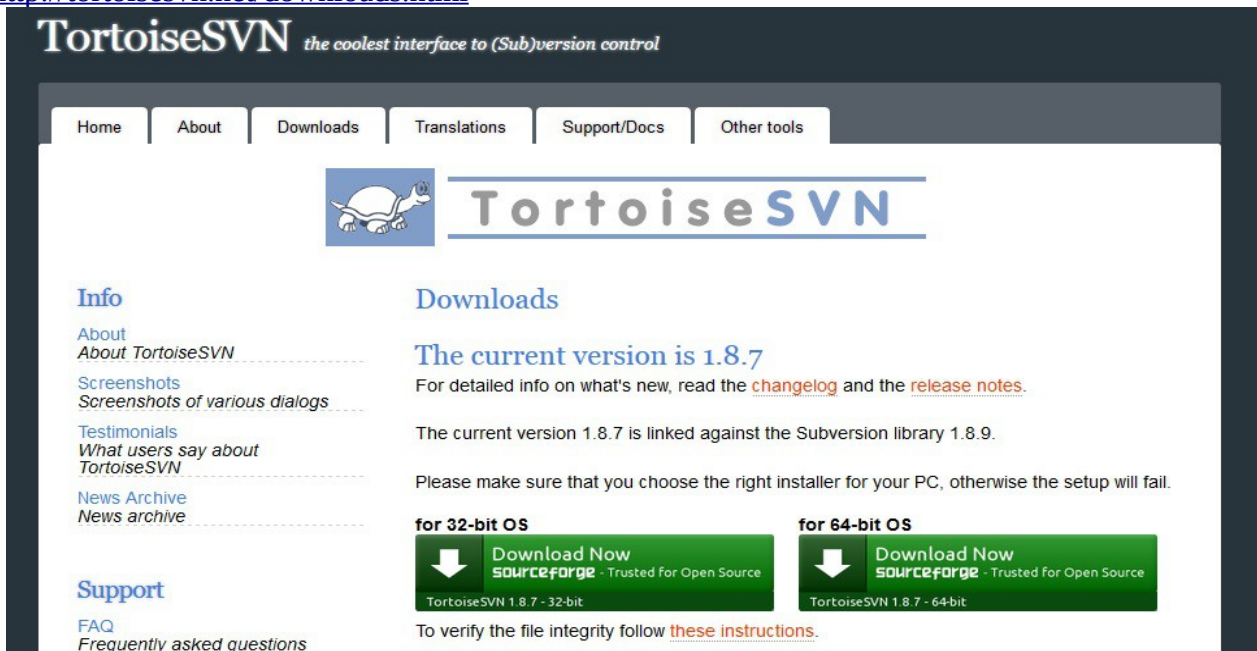 http://tortoisesvn.net/downloads.html
TortoiseSVN the coolest interface to (Sub)version control
Home About Downloads Translations Support/Docs Other tools
TortoiseSVN
Info
About
About TortoiseSVN
Screenshots
Screenshots of various dialogs
Testimonials
What users say about
TortoiseSVN
News Archive
News archive
Support
FAQ
Frequently asked questions
Downloads
The current version is 1.8.7
For detailed info on what's new, read the changelog and the release notes.
The current version 1.8.7 is linked against the Subversion library 1.8.9.
Please make sure that you choose the right installer for your PC, otherwise the setup will fail.
for 32-bit OS
Download Now
sourceforge - Trusted for Open Source
TortoiseSVN 1.8.7 - 32-bit
for 64-bit OS
Download Now
sourceforge - Trusted for Open Source
TortoiseSVN 1.8.7 - 64-bit
To verify the file integrity follow these instructions.